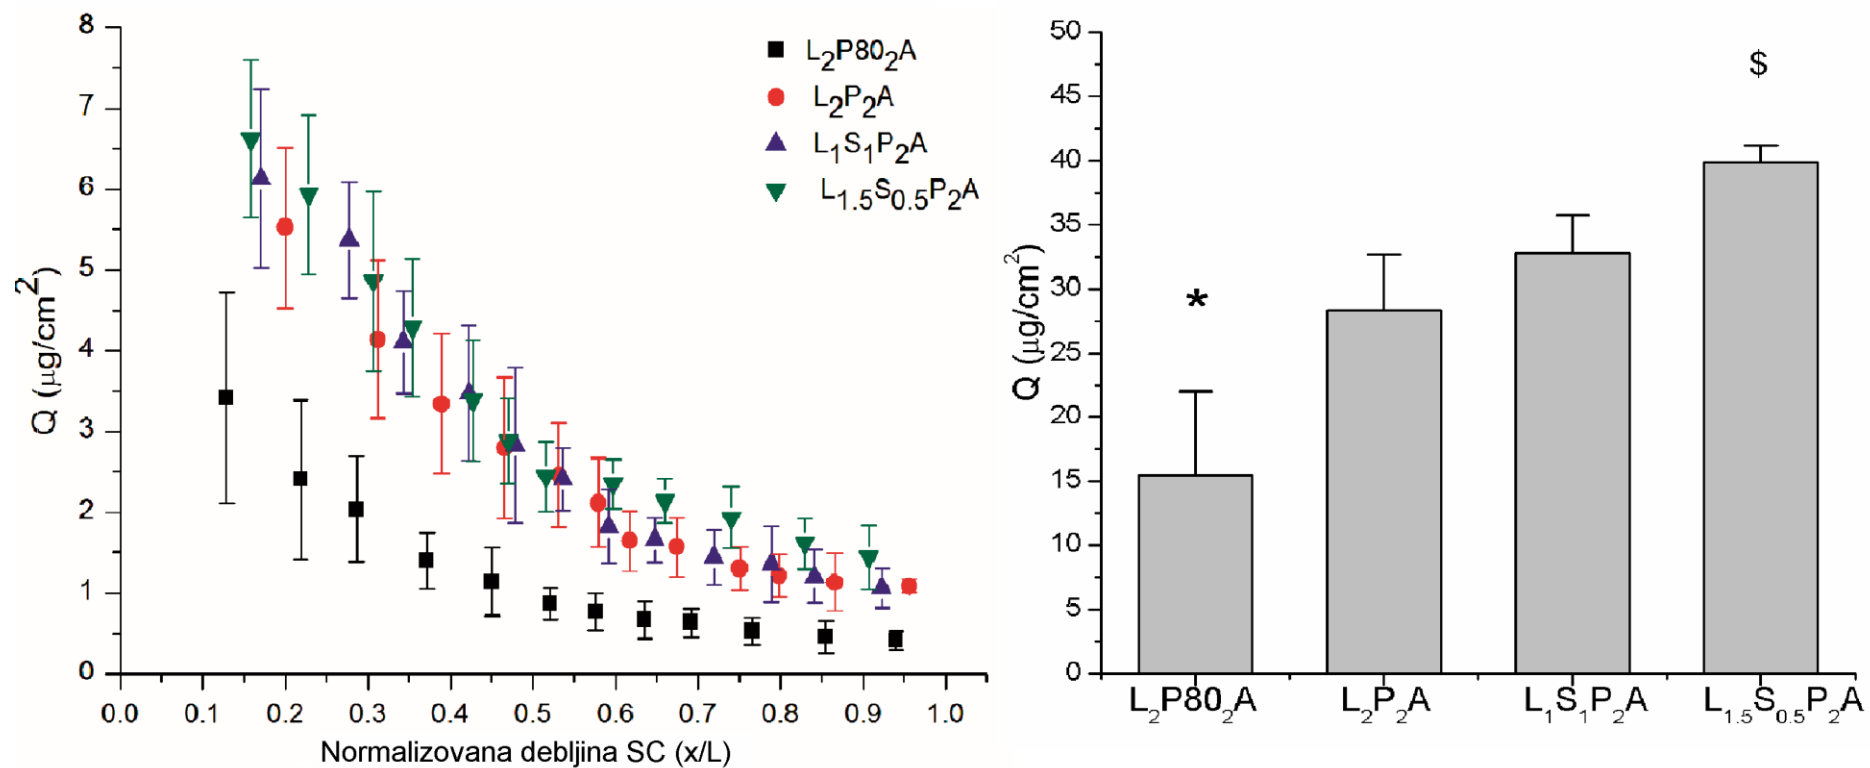 8
7
6
5
4
3
2
1
0
Q (µg/cm²)
L₂P80₂A
L₂P₂A
L₁S₁P₂A
L₁.₅S₀.₅P₂A
0.0 0.1 0.2 0.3 0.4 0.5 0.6 0.7 0.8 0.9 1.0
Normalizovana debljina SC (x/L)
50
45
40
35
30
25
20
15
10
5
0
Q (µg/cm²)
*
$
L₂P80₂A L₂P₂A L₁S₁P₂A L₁.₅S₀.₅P₂A